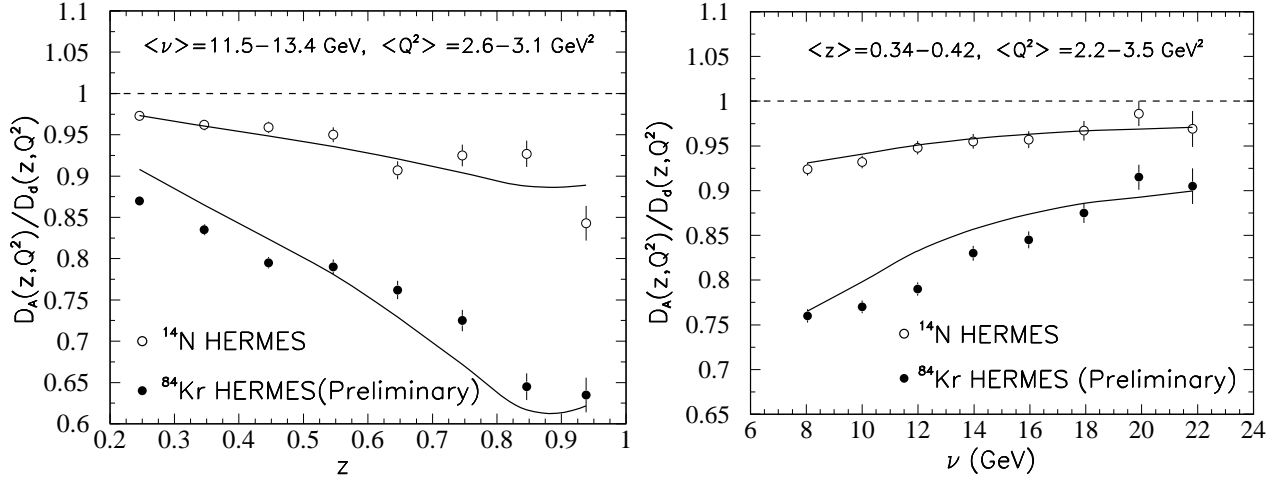 <ν>=11.5−13.4 GeV, <Q²> =2.6−3.1 GeV²
D_A(z,Q²)/D_d(z,Q²)
1.1
1.05
1
0.95
0.9
0.85
0.8
0.75
0.7
0.65
0.6
¹⁴N HERMES
⁸⁴Kr HERMES(Preliminary)
0.2 0.3 0.4 0.5 0.6 0.7 0.8 0.9 1
z
<z>=0.34−0.42, <Q²> =2.2−3.5 GeV²
D_A(z,Q²)/D_d(z,Q²)
1.1
1.05
1
0.95
0.9
0.85
0.8
0.75
0.7
0.65
¹⁴N HERMES
⁸⁴Kr HERMES (Preliminary)
6 8 10 12 14 16 18 20 22 24
ν (GeV)